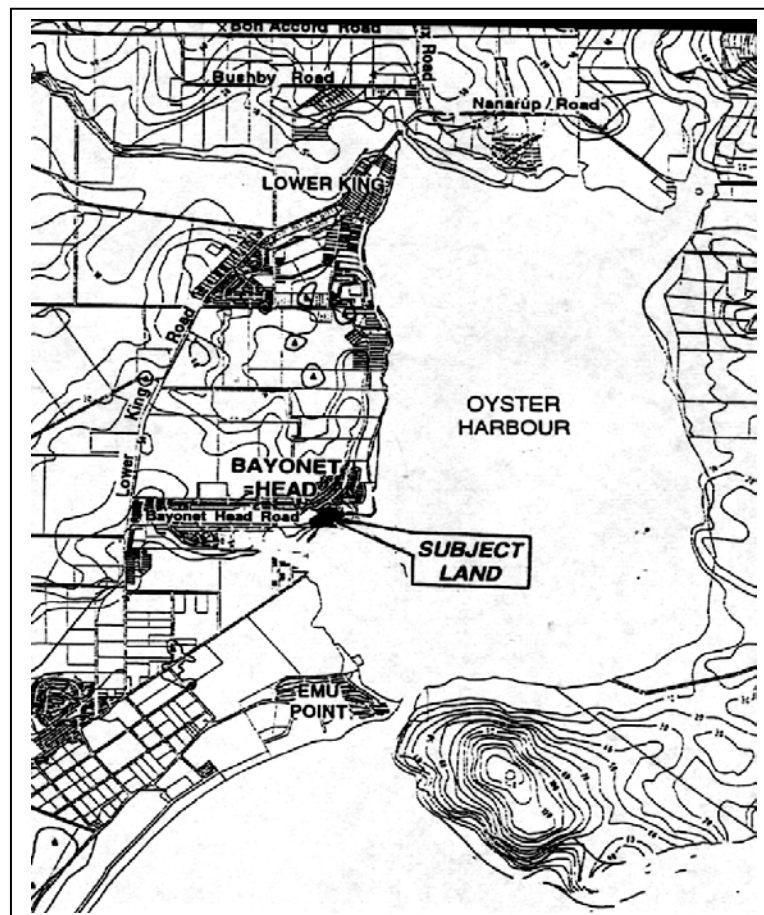 Bon Accord Road
Road
Bushby Road
Nanarup Road
LOWER KING
Road
King
Lower
OYSTER
HARBOUR
BAYONET
HEAD
Bayonet Head Road
SUBJECT
LAND
EMU
POINT